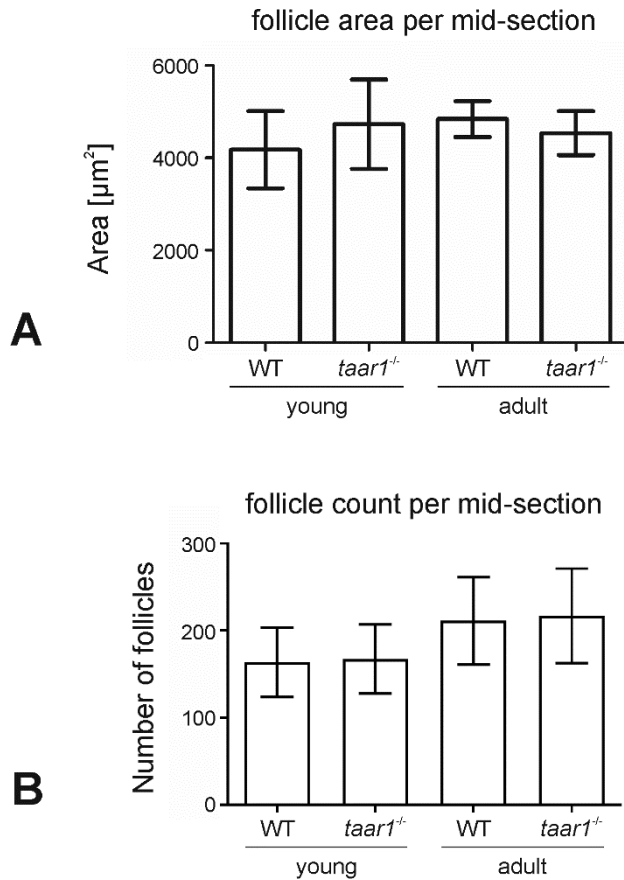 follicle area per mid-section
Area [µm²]
6000
4000
2000
0
WT taar1-/- WT taar1-/-
young adult
A
follicle count per mid-section
Number of follicles
300
200
100
0
WT taar1-/- WT taar1-/-
young adult
B